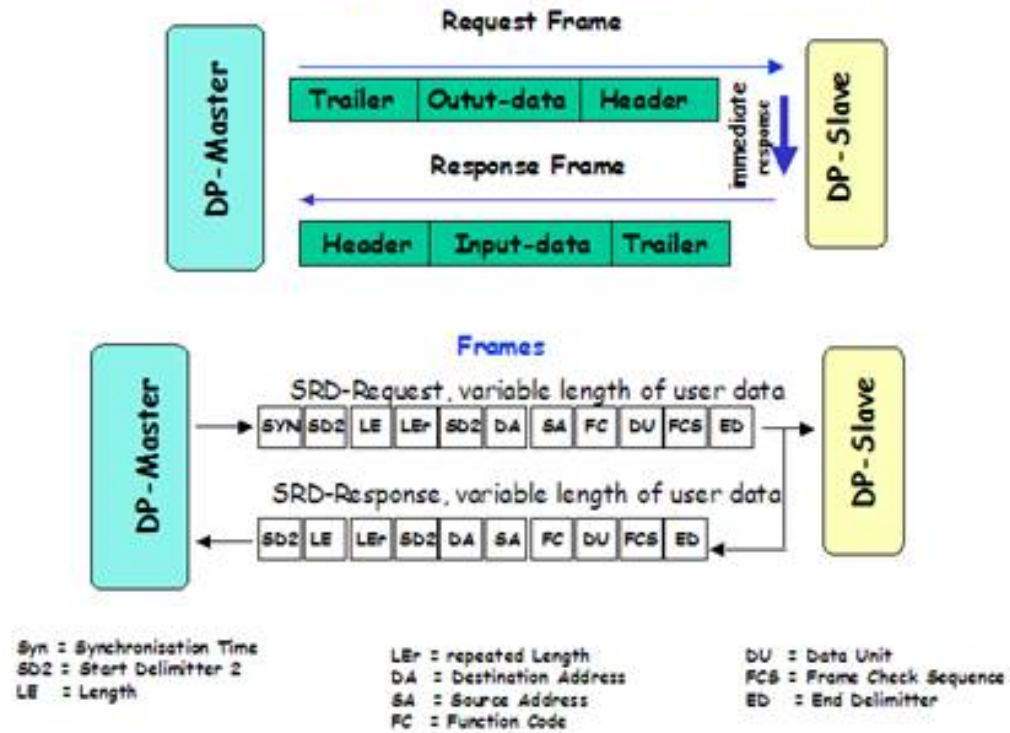 Request Frame
DP-Master
Trailer Outut-data Header
immediate
response
DP-Slave
Response Frame
Header Input-data Trailer
Frames
DP-Master
SRD-Request, variable length of user data
SYN SD2 LE LEr SD2 DA SA FC DU FCS ED
DP-Slave
SRD-Response, variable length of user data
SD2 LE LEr SD2 DA SA FC DU FCS ED
Syn = Synchronisation Time
SD2 = Start Delimitter 2
LE = Length
LEr = repeated Length
DA = Destination Address
SA = Source Address
FC = Function Code
DU = Data Unit
FCS = Frame Check Sequence
ED = End Delimitter